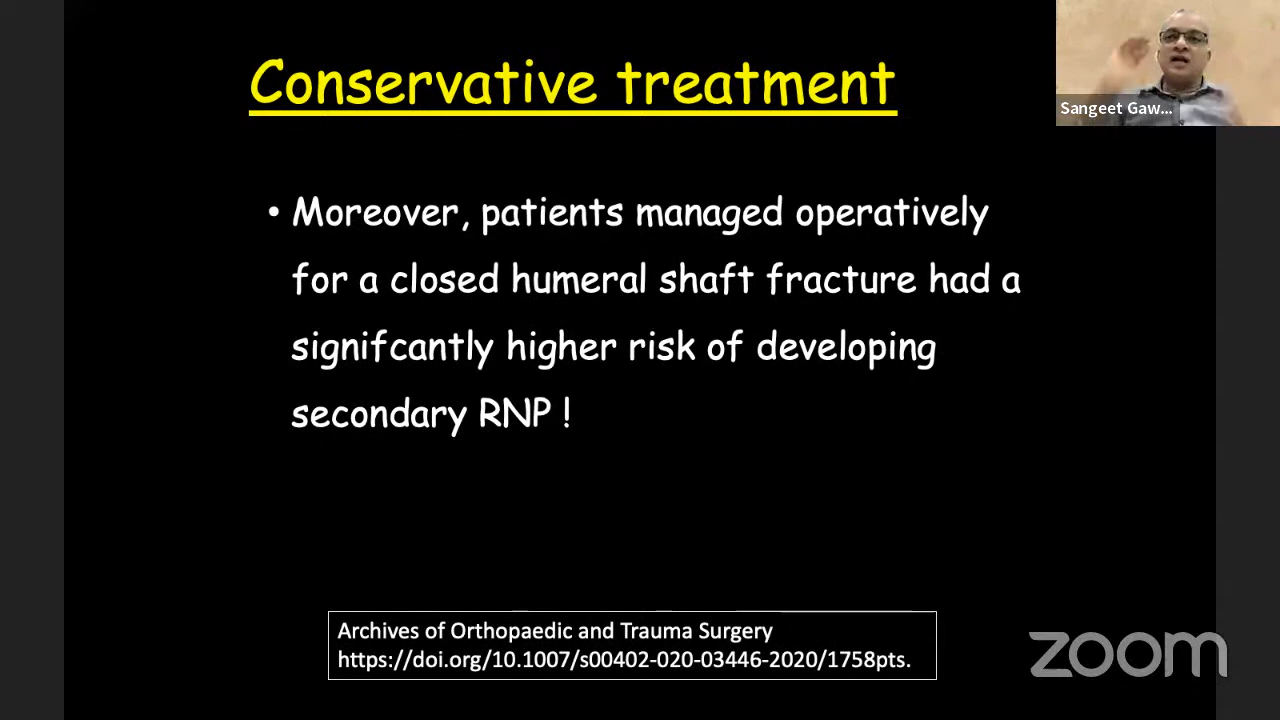 Conservative treatment
Sangeet Gaw...
• Moreover, patients managed operatively
for a closed humeral shaft fracture had a
signifcantly higher risk of developing
secondary RNP !
Archives of Orthopaedic and Trauma Surgery
https://doi.org/10.1007/s00402-020-03446-2020/1758pts.
zoom